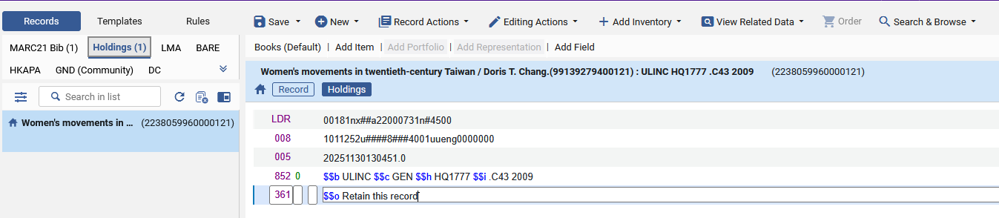 Records Templates Rules Save New Record Actions Editing Actions Add Inventory View Related Data Order Search & Browse
MARC21 Bib (1) Holdings (1) LMA BARE
HKAPA GND (Community) DC
Books (Default) | Add Item | Add Portfolio | Add Representation | Add Field
Women's movements in twentieth-century Taiwan / Doris T. Chang.(99139279400121) : ULINC HQ1777 .C43 2009 (2238059960000121)
Record Holdings
Search in list
Women's movements in ... (2238059960000121)
LDR 00181nx##a22000731n#4500
008 1011252u####8###4001uueng0000000
005 20251130130451.0
852 0 $$b ULINC $$c GEN $$h HQ1777 $$i .C43 2009
361 $$o Retain this record